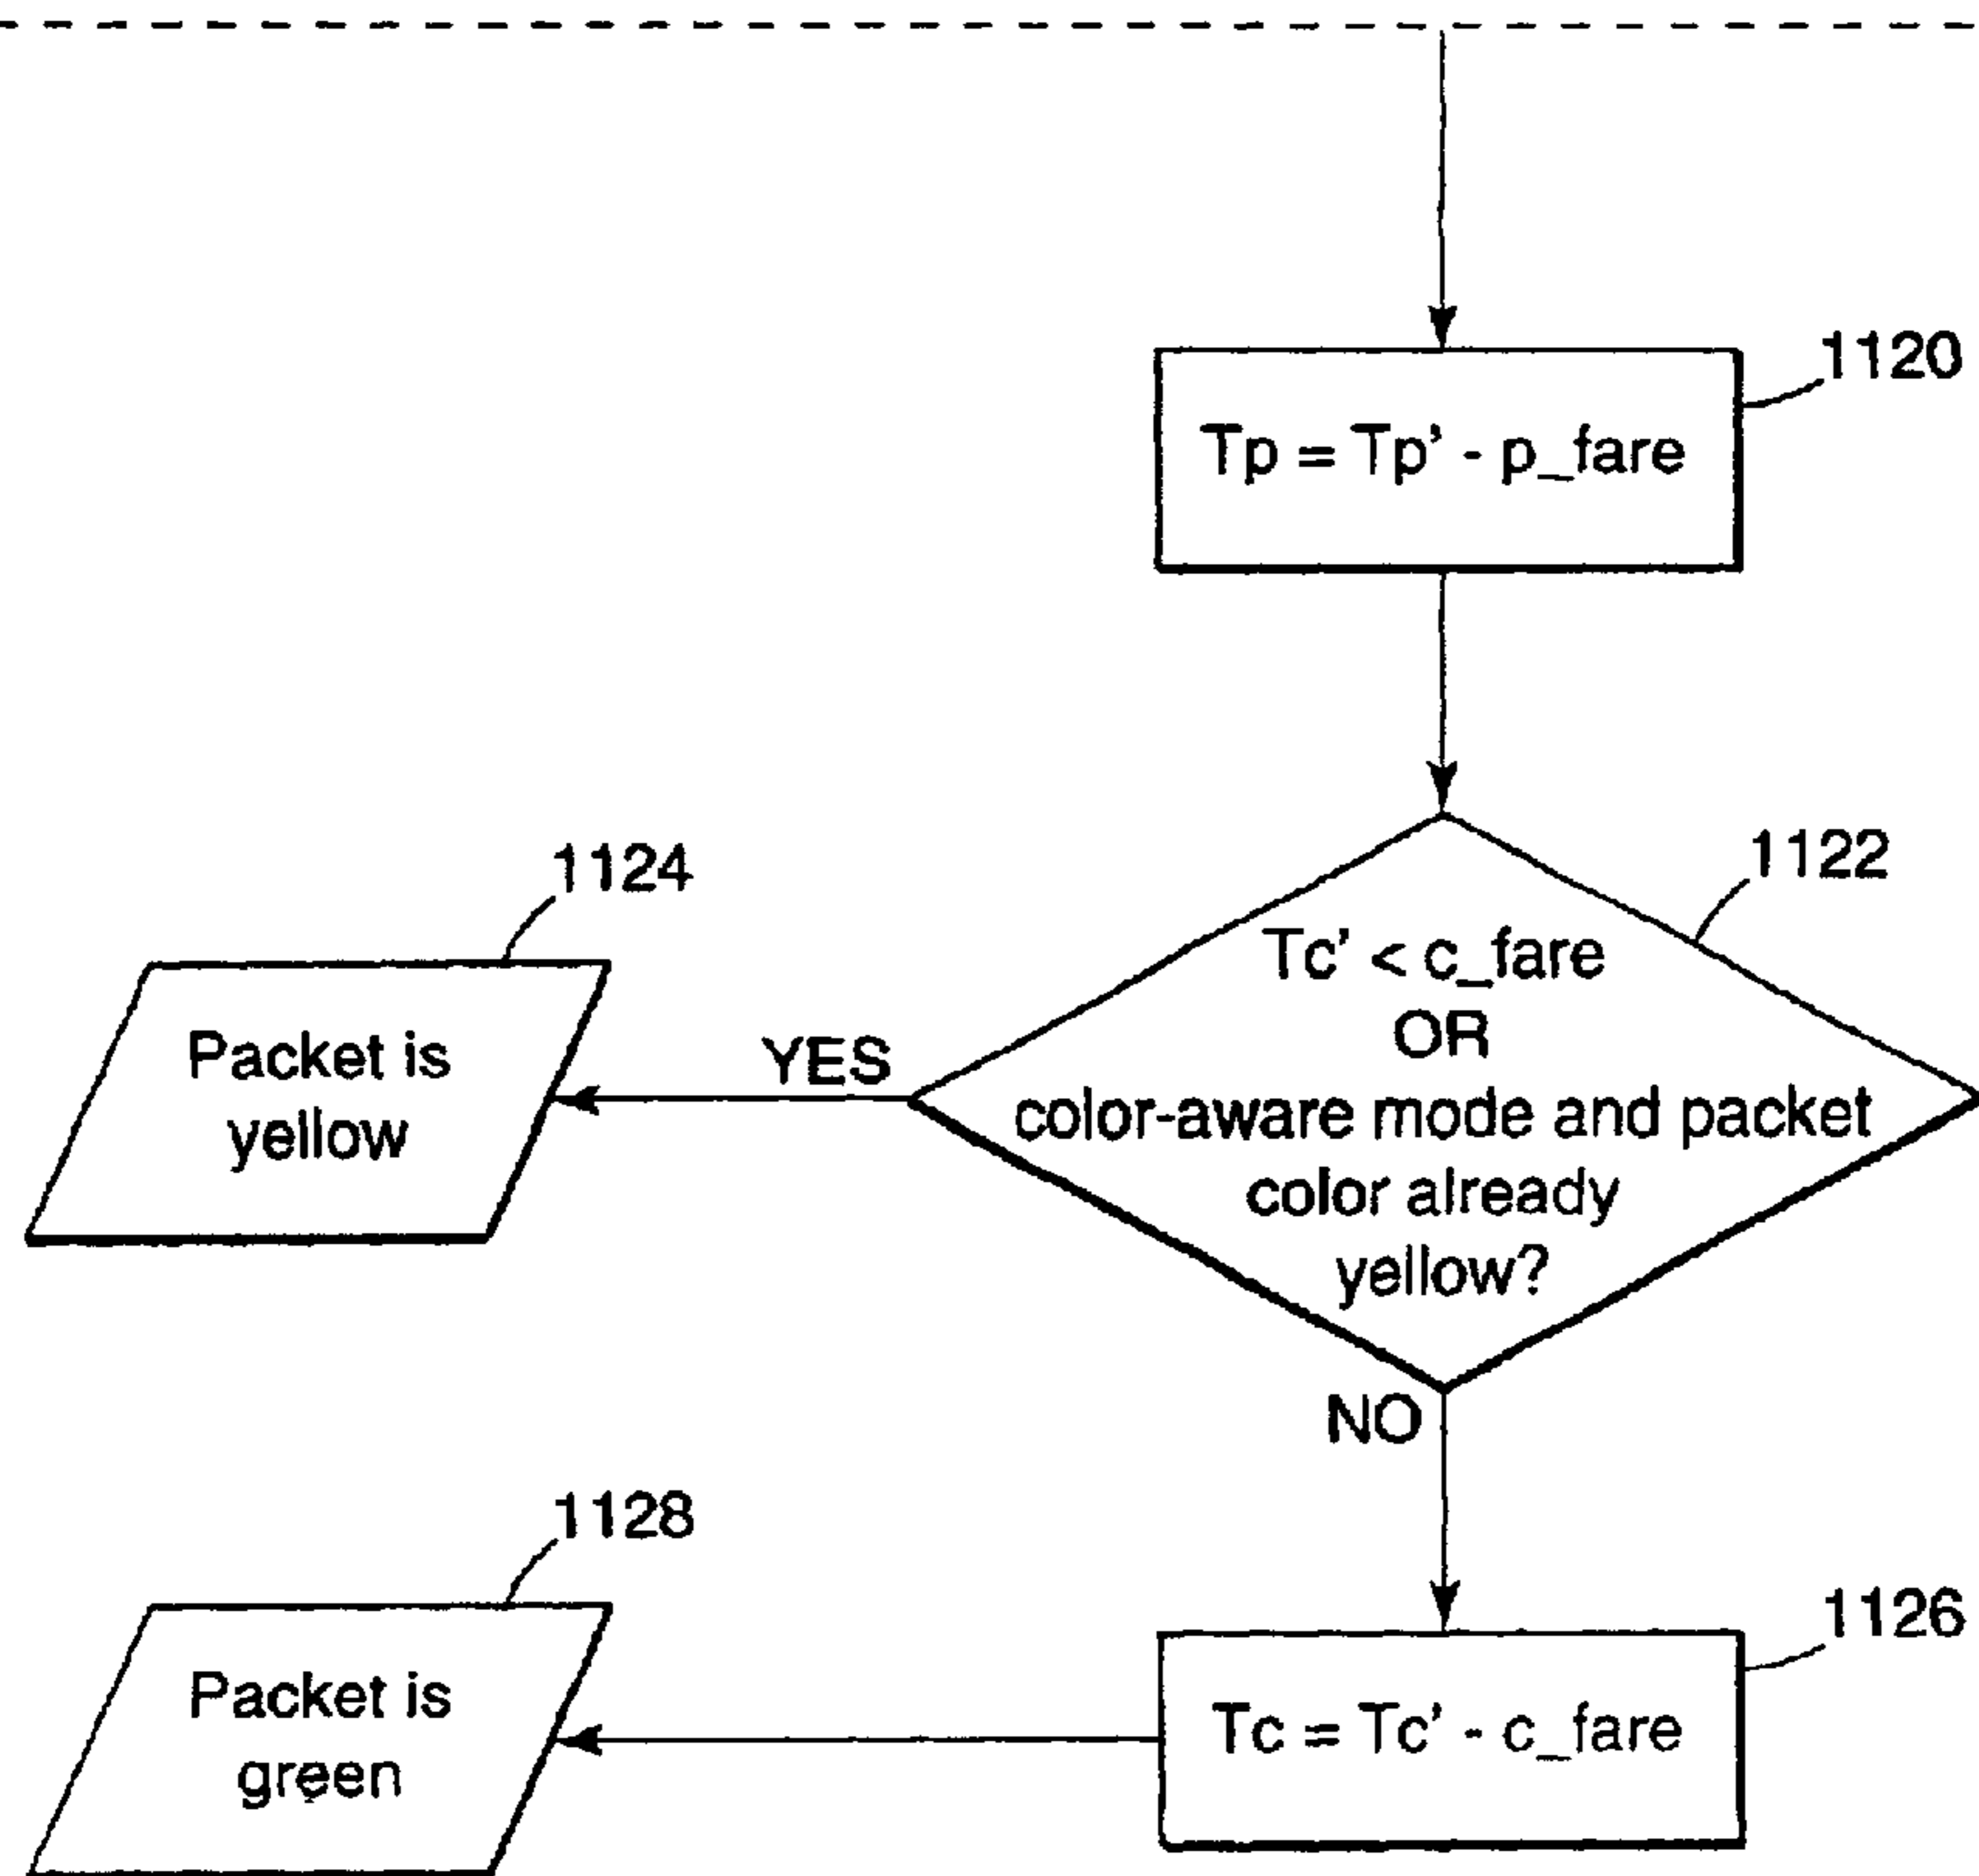 1120
Tp = Tp' - p_fare
1124
1122
Tc' < c_fare
OR
color-aware mode and packet
color already
yellow?
YES
Packet is
yellow
NO
1128
1126
Packet is
green
Tc = Tc' - c_fare